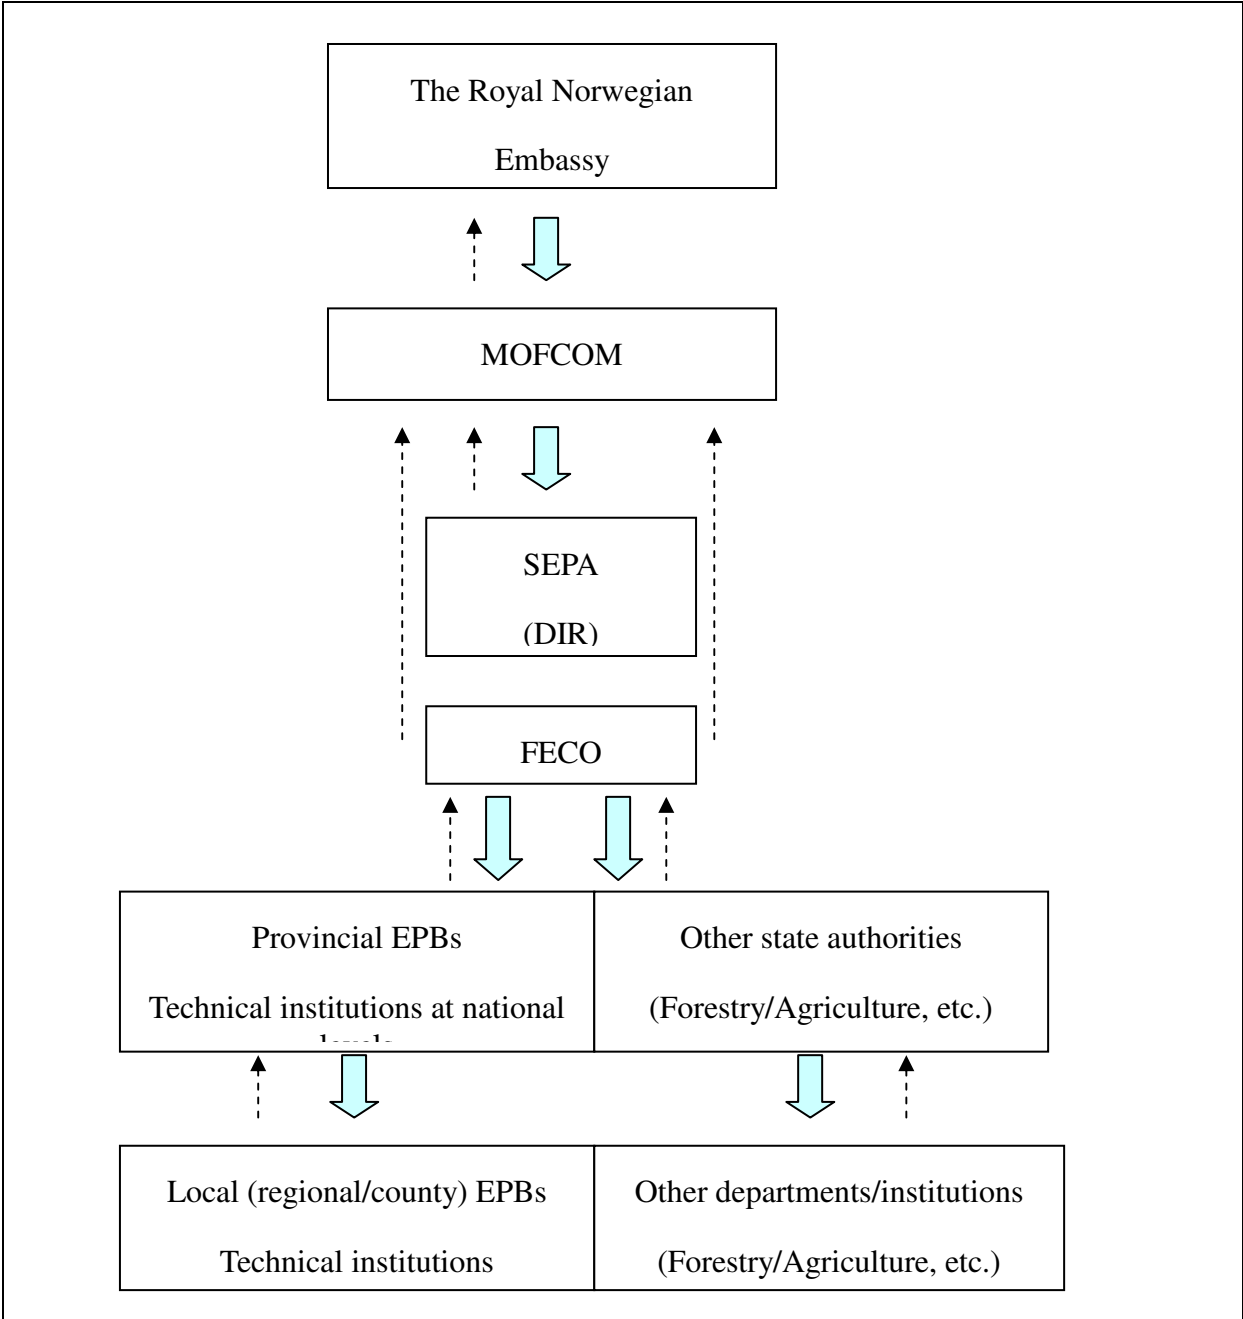 The Royal Norwegian
Embassy
MOFCOM
SEPA
(DIR)
FECO
Provincial EPBs
Technical institutions at national
Other state authorities
(Forestry/Agriculture, etc.)
Local (regional/county) EPBs
Technical institutions
Other departments/institutions
(Forestry/Agriculture, etc.)